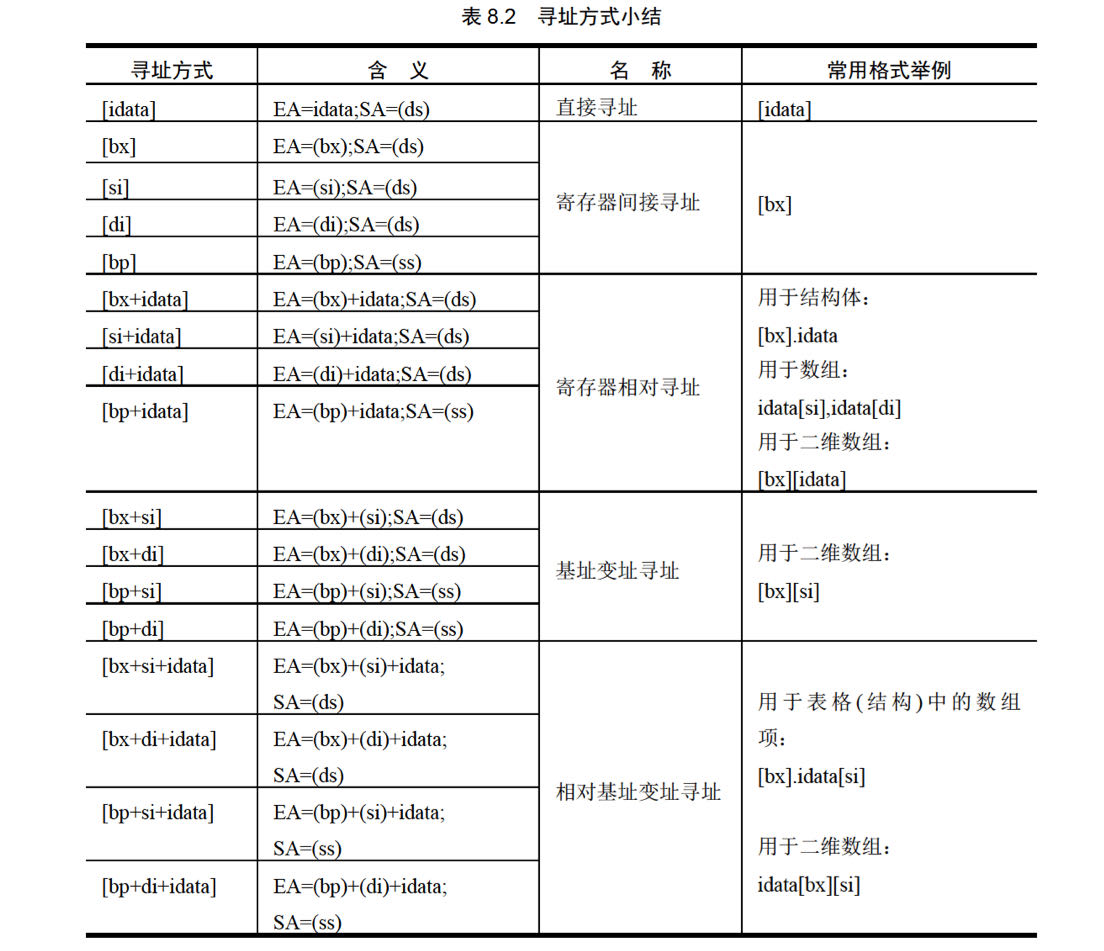 表 8.2 寻址方式小结
寻址方式 含 义 名 称 常用格式举例
[idata] EA=idata;SA=(ds) 直接寻址 [idata]
[bx] EA=(bx);SA=(ds)
[si] EA=(si);SA=(ds)
寄存器间接寻址 [bx]
[di] EA=(di);SA=(ds)
[bp] EA=(bp);SA=(ss)
[bx+idata] EA=(bx)+idata;SA=(ds) 用于结构体：
[si+idata] EA=(si)+idata;SA=(ds) [bx].idata
[di+idata] EA=(di)+idata;SA=(ds) 用于数组：
寄存器相对寻址
[bp+idata] EA=(bp)+idata;SA=(ss) idata[si],idata[di]
用于二维数组：
[bx][idata]
[bx+si] EA=(bx)+(si);SA=(ds)
[bx+di] EA=(bx)+(di);SA=(ds) 用于二维数组：
基址变址寻址
[bp+si] EA=(bp)+(si);SA=(ss) [bx][si]
[bp+di] EA=(bp)+(di);SA=(ss)
[bx+si+idata] EA=(bx)+(si)+idata;
SA=(ds) 用于表格(结构)中的数组
[bx+di+idata] EA=(bx)+(di)+idata; 项：
SA=(ds) [bx].idata[si]
相对基址变址寻址
[bp+si+idata] EA=(bp)+(si)+idata;
SA=(ss) 用于二维数组：
[bp+di+idata] EA=(bp)+(di)+idata; idata[bx][si]
SA=(ss)